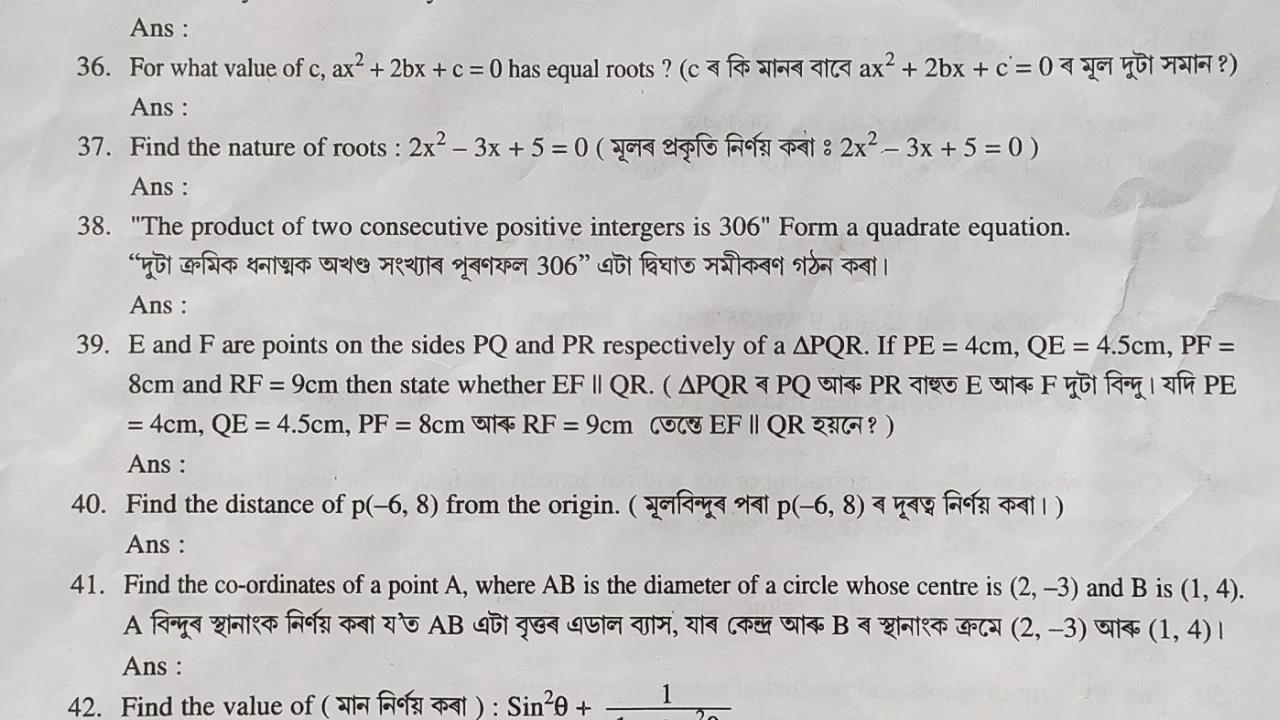 Ans :
36. For what value of c, ax² + 2bx + c = 0 has equal roots ? (c ৰ কি মানৰ বাবে ax² + 2bx + c = 0 ৰ মূল দুটা সমান ?)
Ans :
37. Find the nature of roots : 2x² – 3x + 5 = 0 ( মূলৰ প্ৰকৃতি নিৰ্ণয় কৰা ঃ 2x² – 3x + 5 = 0 )
Ans :
38. "The product of two consecutive positive intergers is 306" Form a quadrate equation.
“দুটা ক্ৰমিক ধনাত্মক অখণ্ড সংখ্যাৰ পূৰণফল 306” এটা দ্বিঘাত সমীকৰণ গঠন কৰা।
Ans :
39. E and F are points on the sides PQ and PR respectively of a ΔPQR. If PE = 4cm, QE = 4.5cm, PF =
8cm and RF = 9cm then state whether EF || QR. ( ΔPQR ৰ PQ আৰু PR বাহুত E আৰু F দুটা বিন্দু। যদি PE
= 4cm, QE = 4.5cm, PF = 8cm আৰু RF = 9cm তেন্তে EF || QR হয়নে ? )
Ans :
40. Find the distance of p(–6, 8) from the origin. ( মূলবিন্দুৰ পৰা p(–6, 8) ৰ দূৰত্ব নিৰ্ণয় কৰা। )
Ans :
41. Find the co-ordinates of a point A, where AB is the diameter of a circle whose centre is (2, –3) and B is (1, 4).
A বিন্দুৰ স্থানাংক নিৰ্ণয় কৰা য'ত AB এটা বৃত্তৰ এডাল ব্যাস, যাৰ কেন্দ্ৰ আৰু B ৰ স্থানাংক ক্ৰমে (2, –3) আৰু (1, 4)।
Ans :
42. Find the value of ( মান নিৰ্ণয় কৰা ) : Sin²θ + 1